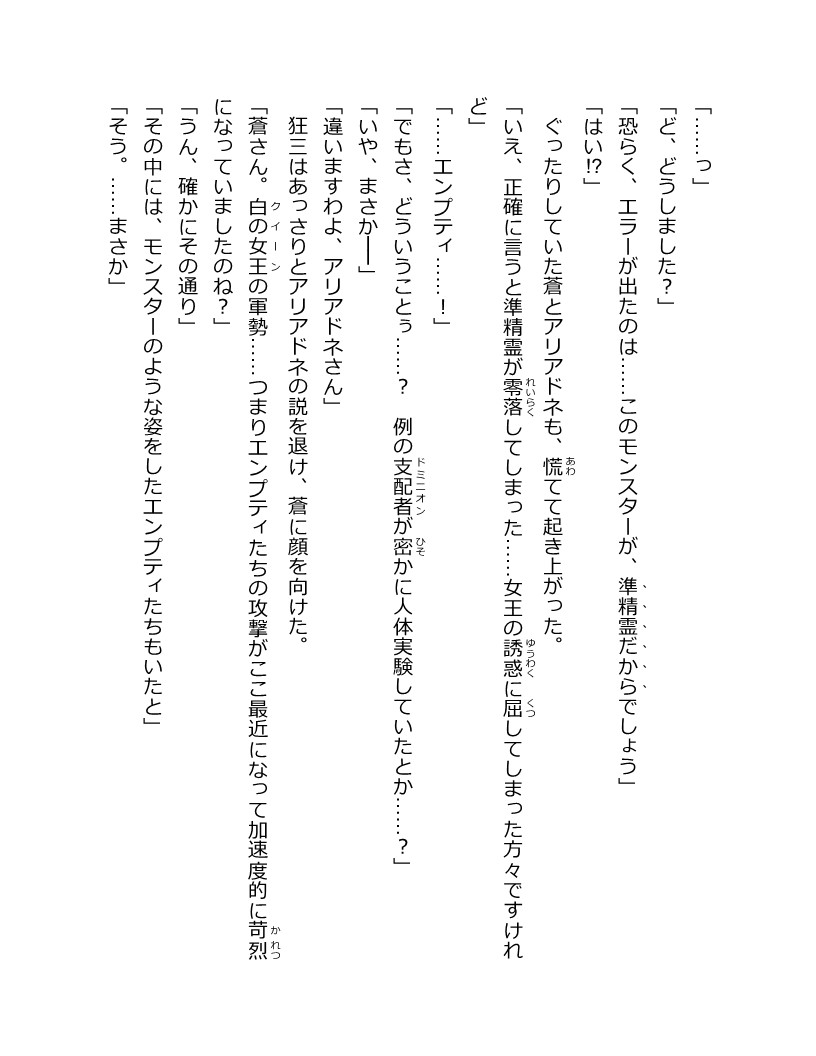 「……っ」
「ど、どうしました？」
「恐らく、エラーが出たのは……このモンスターが、準精霊だからでしょう」
「はい!?」
　ぐったりしていた蒼とアリアドネも、慌てて起き上がった。
「いえ、正確に言うと準精霊が零落してしまった……女王の誘惑に屈してしまった方々ですけれ
ど」
「……エンプティ……！」
「でもさ、どういうことぅ……？　例の支配者が密かに人体実験していたとか……？」
「いや、まさか――」
「違いますわよ、アリアドネさん」
　狂三はあっさりとアリアドネの説を退け、蒼に顔を向けた。
「蒼さん。白の女王の軍勢……つまりエンプティたちの攻撃がここ最近になって加速度的に苛烈
になっていましたのね？」
「うん、確かにその通り」
「その中には、モンスターのような姿をしたエンプティたちもいたと」
「そう。……まさか」